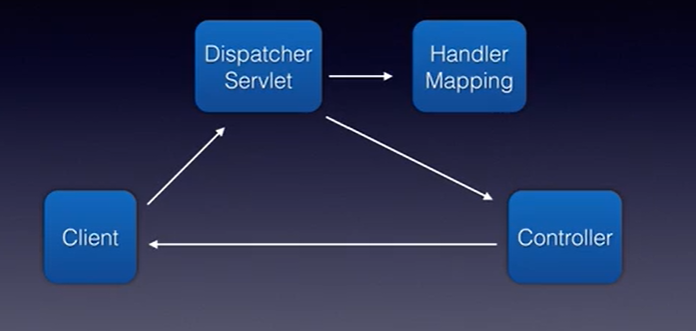 Dispatcher
Servlet
Handler
Mapping
Client
Controller